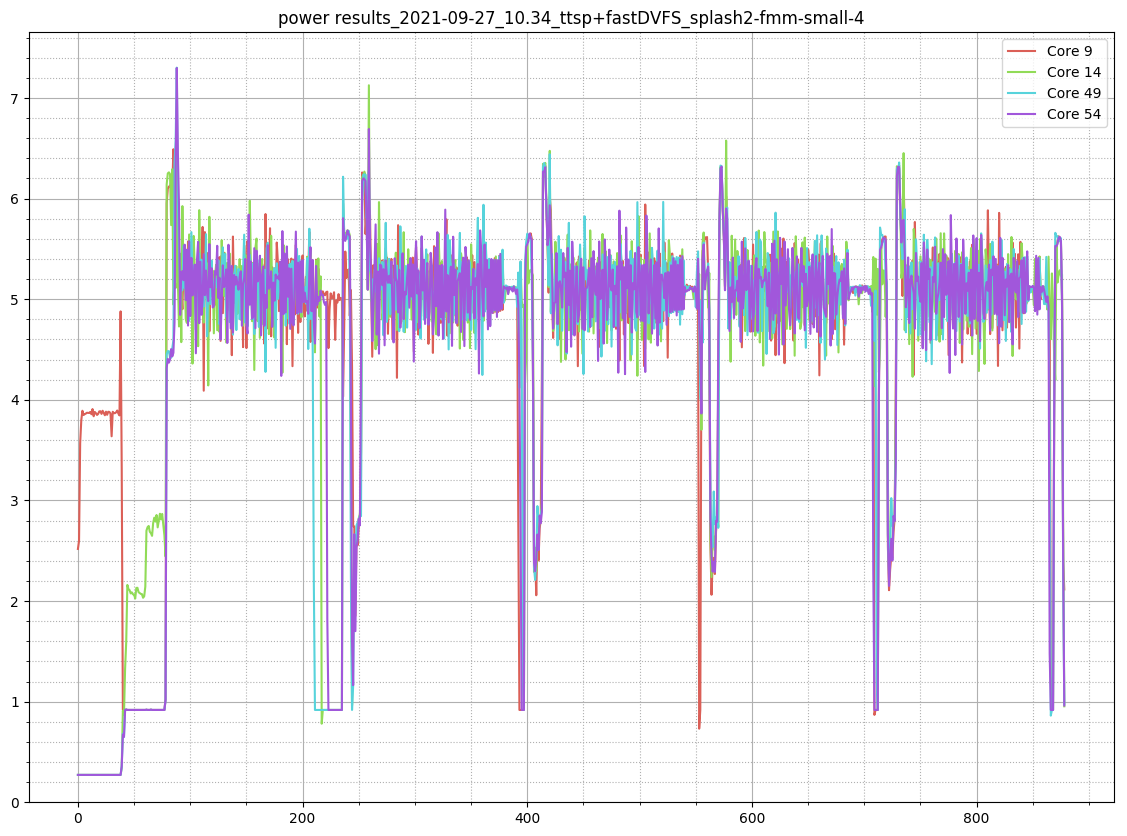 power results_2021-09-27_10.34_ttsp+fastDVFS_splash2-fmm-small-4
Core 9
Core 14
Core 49
Core 54
7
6
5
4
3
2
1
0
0 200 400 600 800